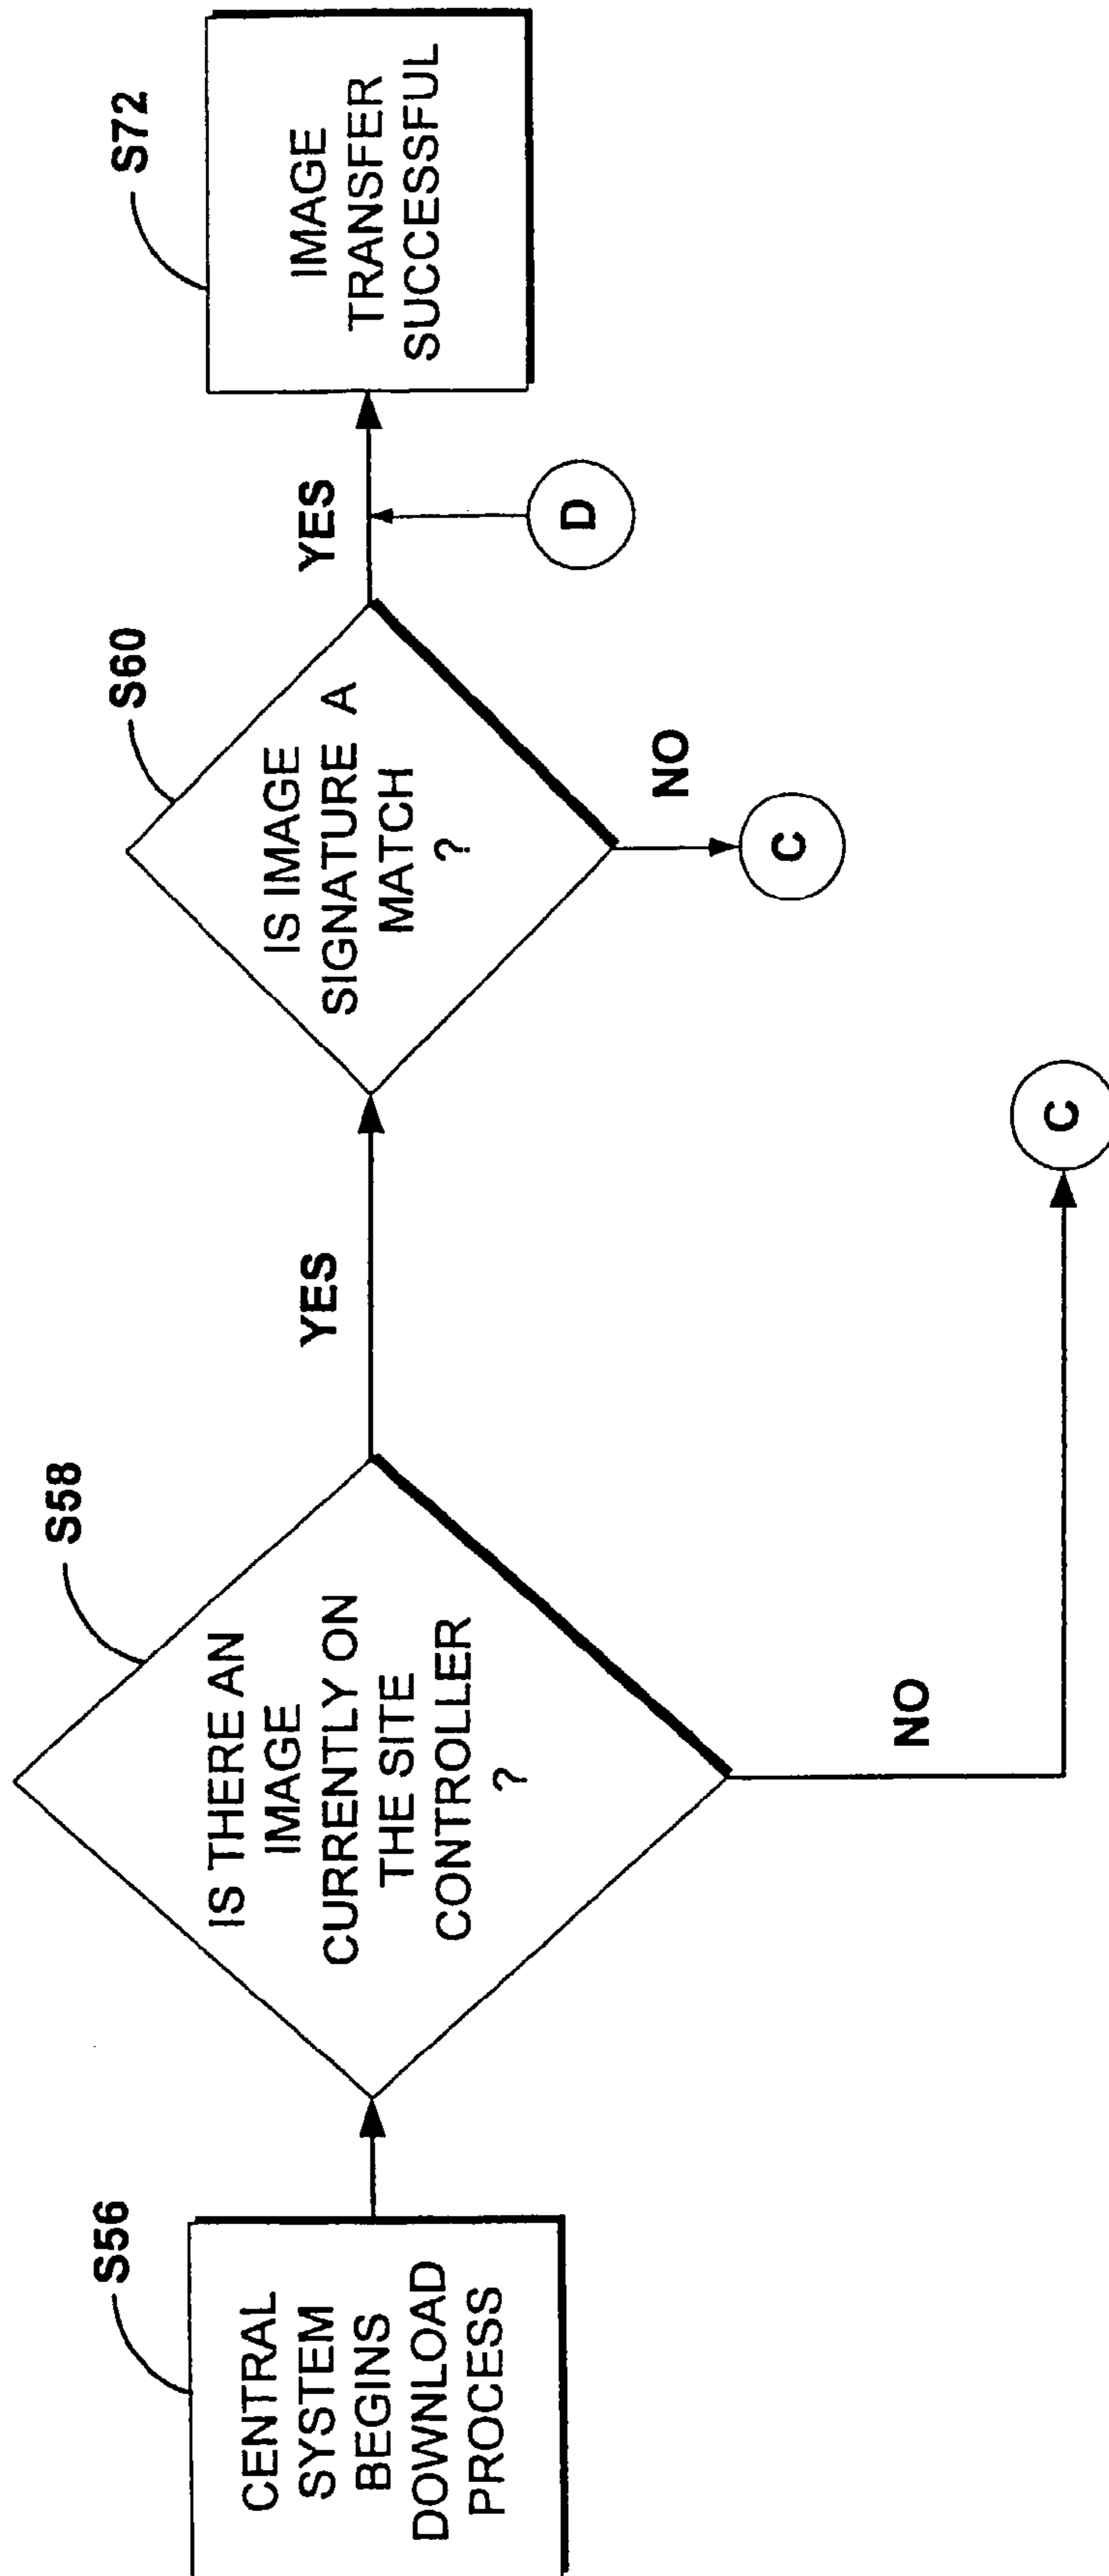 S56
CENTRAL
SYSTEM
BEGINS
DOWNLOAD
PROCESS
S58
IS THERE AN
IMAGE
CURRENTLY ON
THE SITE
CONTROLLER
?
YES
NO
C
S60
IS IMAGE
SIGNATURE A
MATCH
?
YES
NO
C
D
S72
IMAGE
TRANSFER
SUCCESSFUL